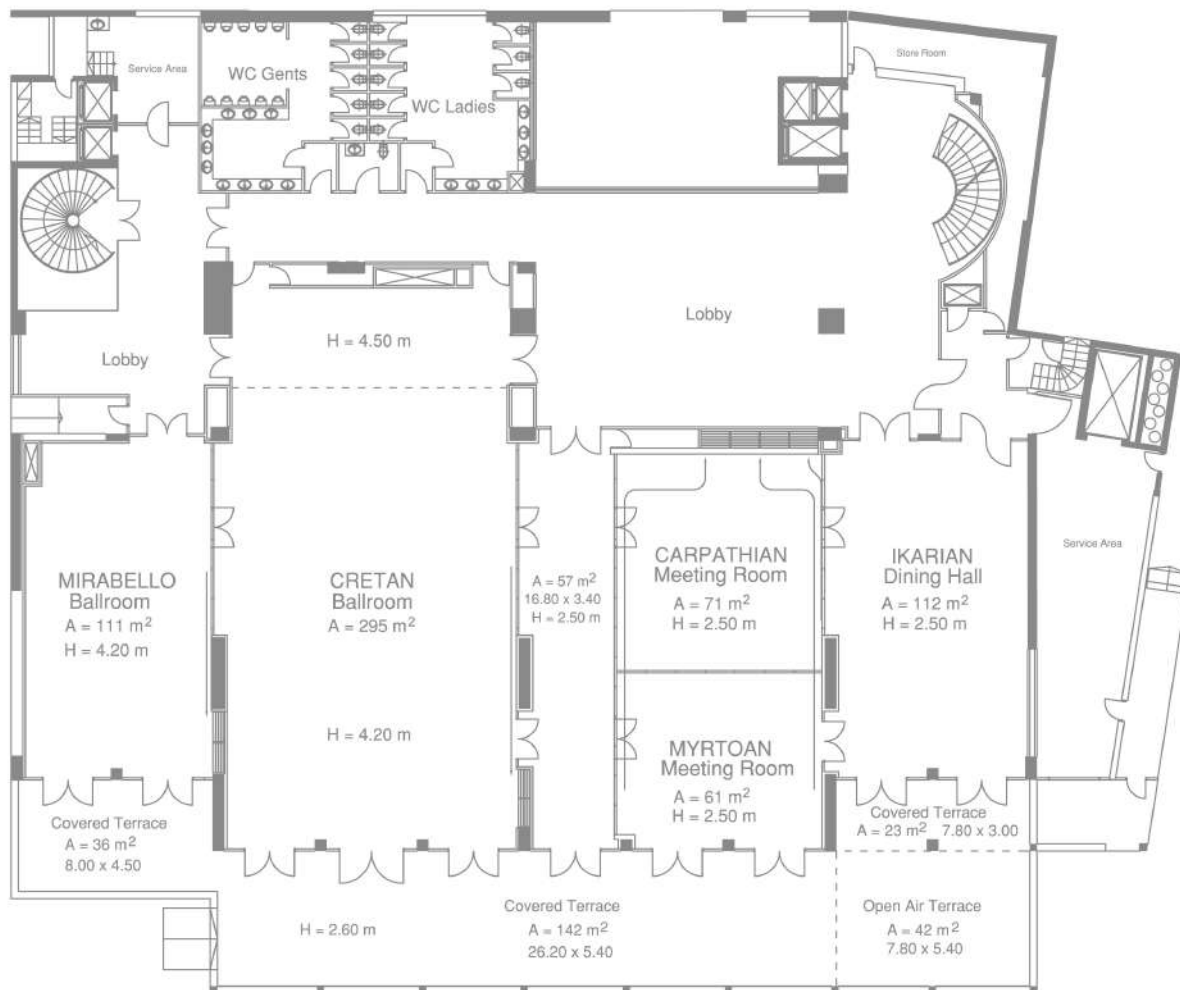 Store Room
Service Area
WC Gents
WC Ladies
Lobby
H = 4.50 m
Lobby
MIRABELLO
Ballroom
A = 111 m²
H = 4.20 m
CRETAN
Ballroom
A = 295 m²
H = 4.20 m
A = 57 m²
16.80 x 3.40
H = 2.50 m
CARPATHIAN
Meeting Room
A = 71 m²
H = 2.50 m
IKARIAN
Dining Hall
A = 112 m²
H = 2.50 m
Service Area
MYRTOAN
Meeting Room
A = 61 m²
H = 2.50 m
Covered Terrace
A = 36 m²
8.00 x 4.50
Covered Terrace
A = 23 m² 7.80 x 3.00
H = 2.60 m
Covered Terrace
A = 142 m²
26.20 x 5.40
Open Air Terrace
A = 42 m²
7.80 x 5.40